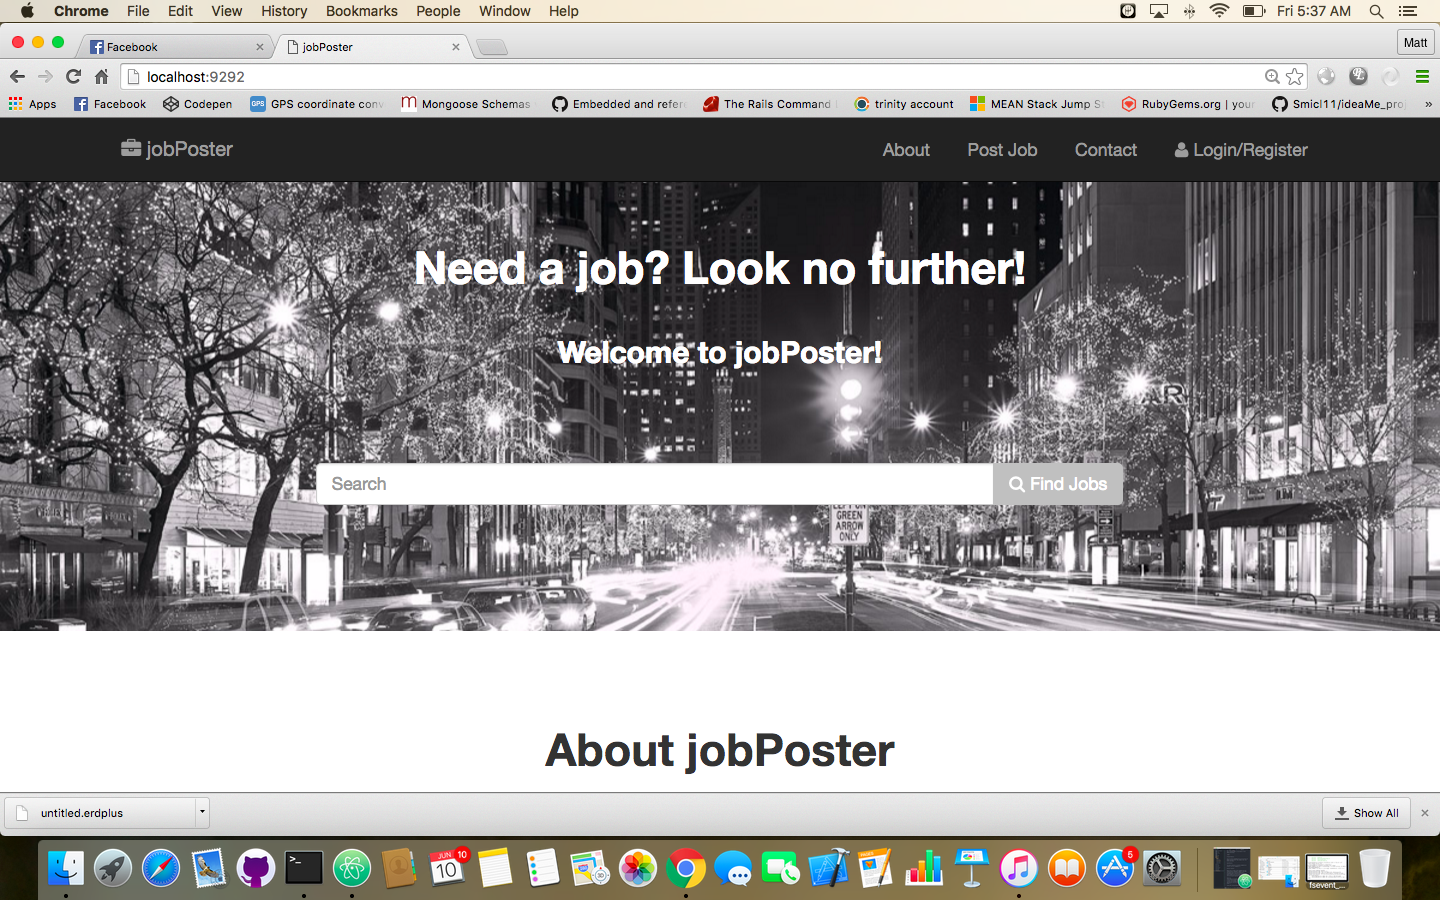 Chrome File Edit View History Bookmarks People Window Help Fri 5:37 AM
Facebook jobPoster Matt
localhost:9292
Apps Facebook Codepen GPS GPS coordinate con Mongoose Schemas Embedded and refer The Rails Command trinity account MEAN Stack Jump S RubyGems.org | your Smicl11/ideaMe_pro »
jobPoster About Post Job Contact Login/Register
Need a job? Look no further!
Welcome to jobPoster!
Search Find Jobs
GREEN
ARROW
ONLY
About jobPoster
untitled.erdplus Show All
JUN
10
10
6
fsevent_...